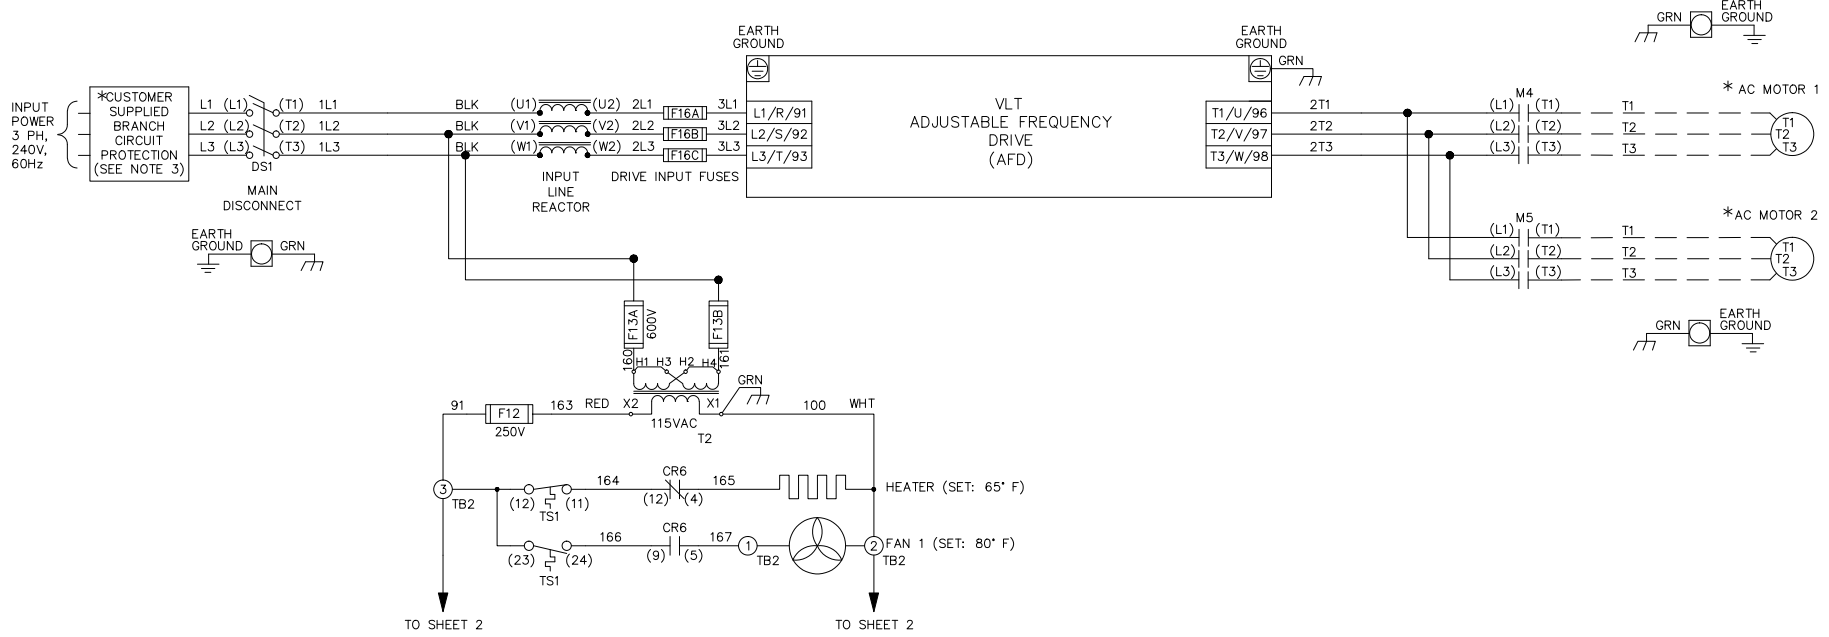 EARTH
GROUND
GRN
EARTH
GROUND
EARTH
GROUND
GRN
INPUT
POWER
3 PH,
240V,
60Hz
*CUSTOMER
SUPPLIED
BRANCH
CIRCUIT
PROTECTION
(SEE NOTE 3)
L1 (L1) (T1) 1L1 BLK (U1) (U2) 2L1 F16A 3L1 L1/R/91
L2 (L2) (T2) 1L2 BLK (V1) (V2) 2L2 F16B 3L2 L2/S/92
L3 (L3) (T3) 1L3 BLK (W1) (W2) 2L3 F16C 3L3 L3/T/93
DS1
MAIN
DISCONNECT
INPUT
LINE
REACTOR
DRIVE INPUT FUSES
VLT
ADJUSTABLE FREQUENCY
DRIVE
(AFD)
T1/U/96 2T1
T2/V/97 2T2
T3/W/98 2T3
M4
(L1) (T1) T1
(L2) (T2) T2
(L3) (T3) T3
* AC MOTOR 1
T1
T2
T3
M5
(L1) (T1) T1
(L2) (T2) T2
(L3) (T3) T3
*AC MOTOR 2
T1
T2
T3
GRN
EARTH
GROUND
GRN
EARTH
GROUND
EARTH
GROUND
GRN
F13A
600V
F13B
160
161
H1 H3 H2 H4
GRN
91 F12 163 RED X2 X1 100 WHT
250V
115VAC
T2
3
TB2
(12) (11)
TS1
164
CR6
(12) (4)
165
HEATER (SET: 65° F)
(23) (24)
TS1
166
CR6
(9) (5)
167
1
TB2
2
TB2
FAN 1 (SET: 80° F)
TO SHEET 2
TO SHEET 2